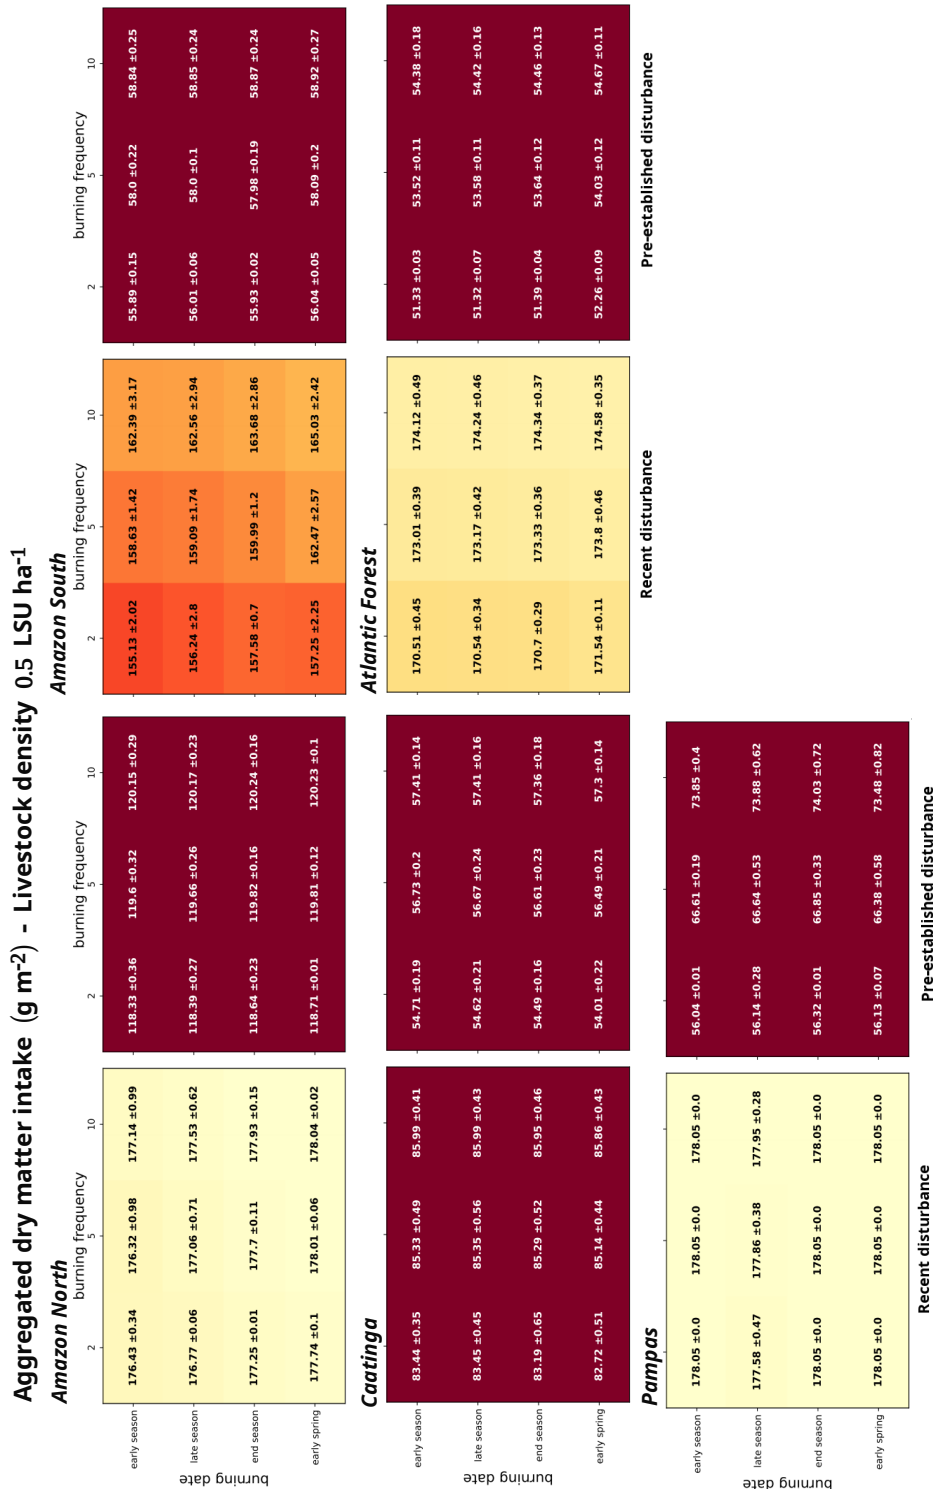 Aggregated dry matter intake (g m-2) - Livestock density 0.5 LSU ha-1
Amazon North
burning frequency
2 5 10
burning date
early season
late season
end season
early spring
176.43 ±0.34 176.32 ±0.98 177.14 ±0.99
176.77 ±0.06 177.06 ±0.71 177.53 ±0.62
177.25 ±0.01 177.7 ±0.11 177.93 ±0.15
177.74 ±0.1 178.01 ±0.06 178.04 ±0.02
burning frequency
2 5 10
118.33 ±0.36 119.6 ±0.32 120.15 ±0.29
118.39 ±0.27 119.66 ±0.26 120.17 ±0.23
118.64 ±0.23 119.82 ±0.16 120.24 ±0.16
118.71 ±0.01 119.81 ±0.12 120.23 ±0.1
Amazon South
burning frequency
2 5 10
155.13 ±2.02 158.63 ±1.42 162.39 ±3.17
156.24 ±2.8 159.09 ±1.74 162.56 ±2.94
157.58 ±0.7 159.99 ±1.2 163.68 ±2.86
157.25 ±2.25 162.47 ±2.57 165.03 ±2.42
burning frequency
2 5 10
55.89 ±0.15 58.0 ±0.22 58.84 ±0.25
56.01 ±0.06 58.0 ±0.1 58.85 ±0.24
55.93 ±0.02 57.98 ±0.19 58.87 ±0.24
56.04 ±0.05 58.09 ±0.2 58.92 ±0.27
Caatinga
burning date
early season
late season
end season
early spring
83.44 ±0.35 85.33 ±0.49 85.99 ±0.41
83.45 ±0.45 85.35 ±0.56 85.99 ±0.43
83.19 ±0.65 85.29 ±0.52 85.95 ±0.46
82.72 ±0.51 85.14 ±0.44 85.86 ±0.43
54.71 ±0.19 56.73 ±0.2 57.41 ±0.14
54.62 ±0.21 56.67 ±0.24 57.41 ±0.16
54.49 ±0.16 56.61 ±0.23 57.36 ±0.18
54.01 ±0.22 56.49 ±0.21 57.3 ±0.14
Atlantic Forest
170.51 ±0.45 173.01 ±0.39 174.12 ±0.49
170.54 ±0.34 173.17 ±0.42 174.24 ±0.46
170.7 ±0.29 173.33 ±0.36 174.34 ±0.37
171.54 ±0.11 173.8 ±0.46 174.58 ±0.35
Recent disturbance
51.33 ±0.03 53.52 ±0.11 54.38 ±0.18
51.32 ±0.07 53.58 ±0.11 54.42 ±0.16
51.39 ±0.04 53.64 ±0.12 54.46 ±0.13
52.26 ±0.09 54.03 ±0.12 54.67 ±0.11
Pre-established disturbance
Pampas
burning date
early season
late season
end season
early spring
178.05 ±0.0 178.05 ±0.0 178.05 ±0.0
177.58 ±0.47 177.86 ±0.38 177.95 ±0.28
178.05 ±0.0 178.05 ±0.0 178.05 ±0.0
178.05 ±0.0 178.05 ±0.0 178.05 ±0.0
Recent disturbance
56.04 ±0.01 66.61 ±0.19 73.85 ±0.4
56.14 ±0.28 66.64 ±0.53 73.88 ±0.62
56.32 ±0.01 66.85 ±0.33 74.03 ±0.72
56.13 ±0.07 66.38 ±0.58 73.48 ±0.82
Pre-established disturbance